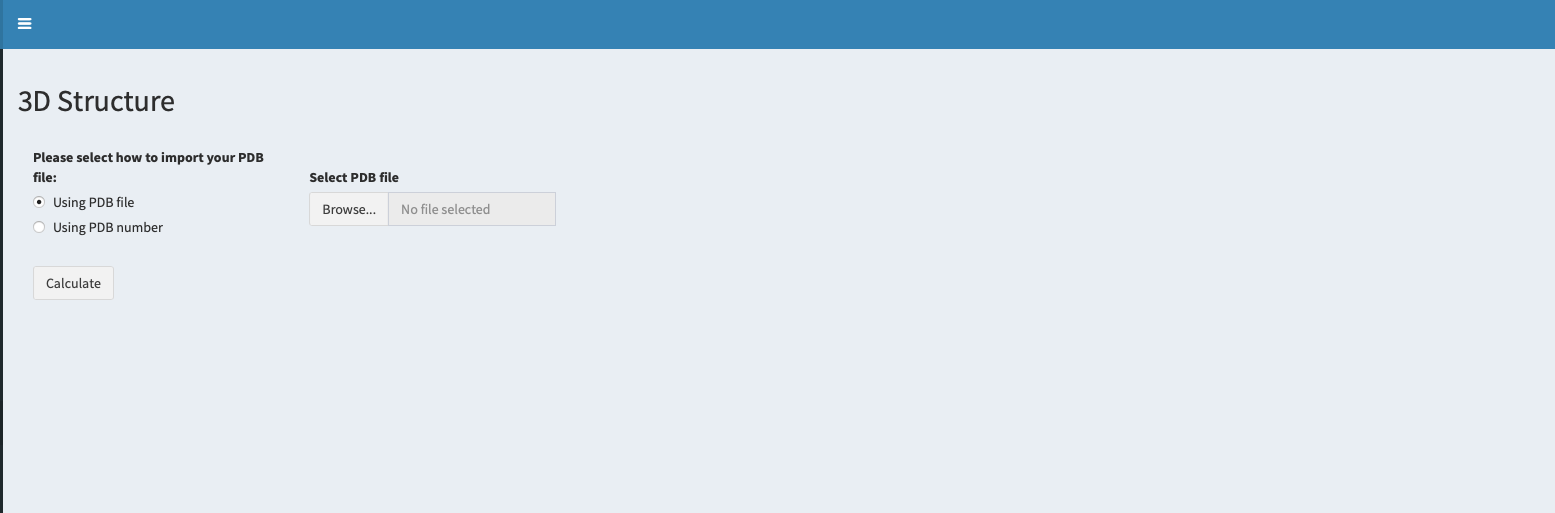 3D Structure
Please select how to import your PDB
file:
Using PDB file
Using PDB number
Select PDB file
Browse...
No file selected
Calculate